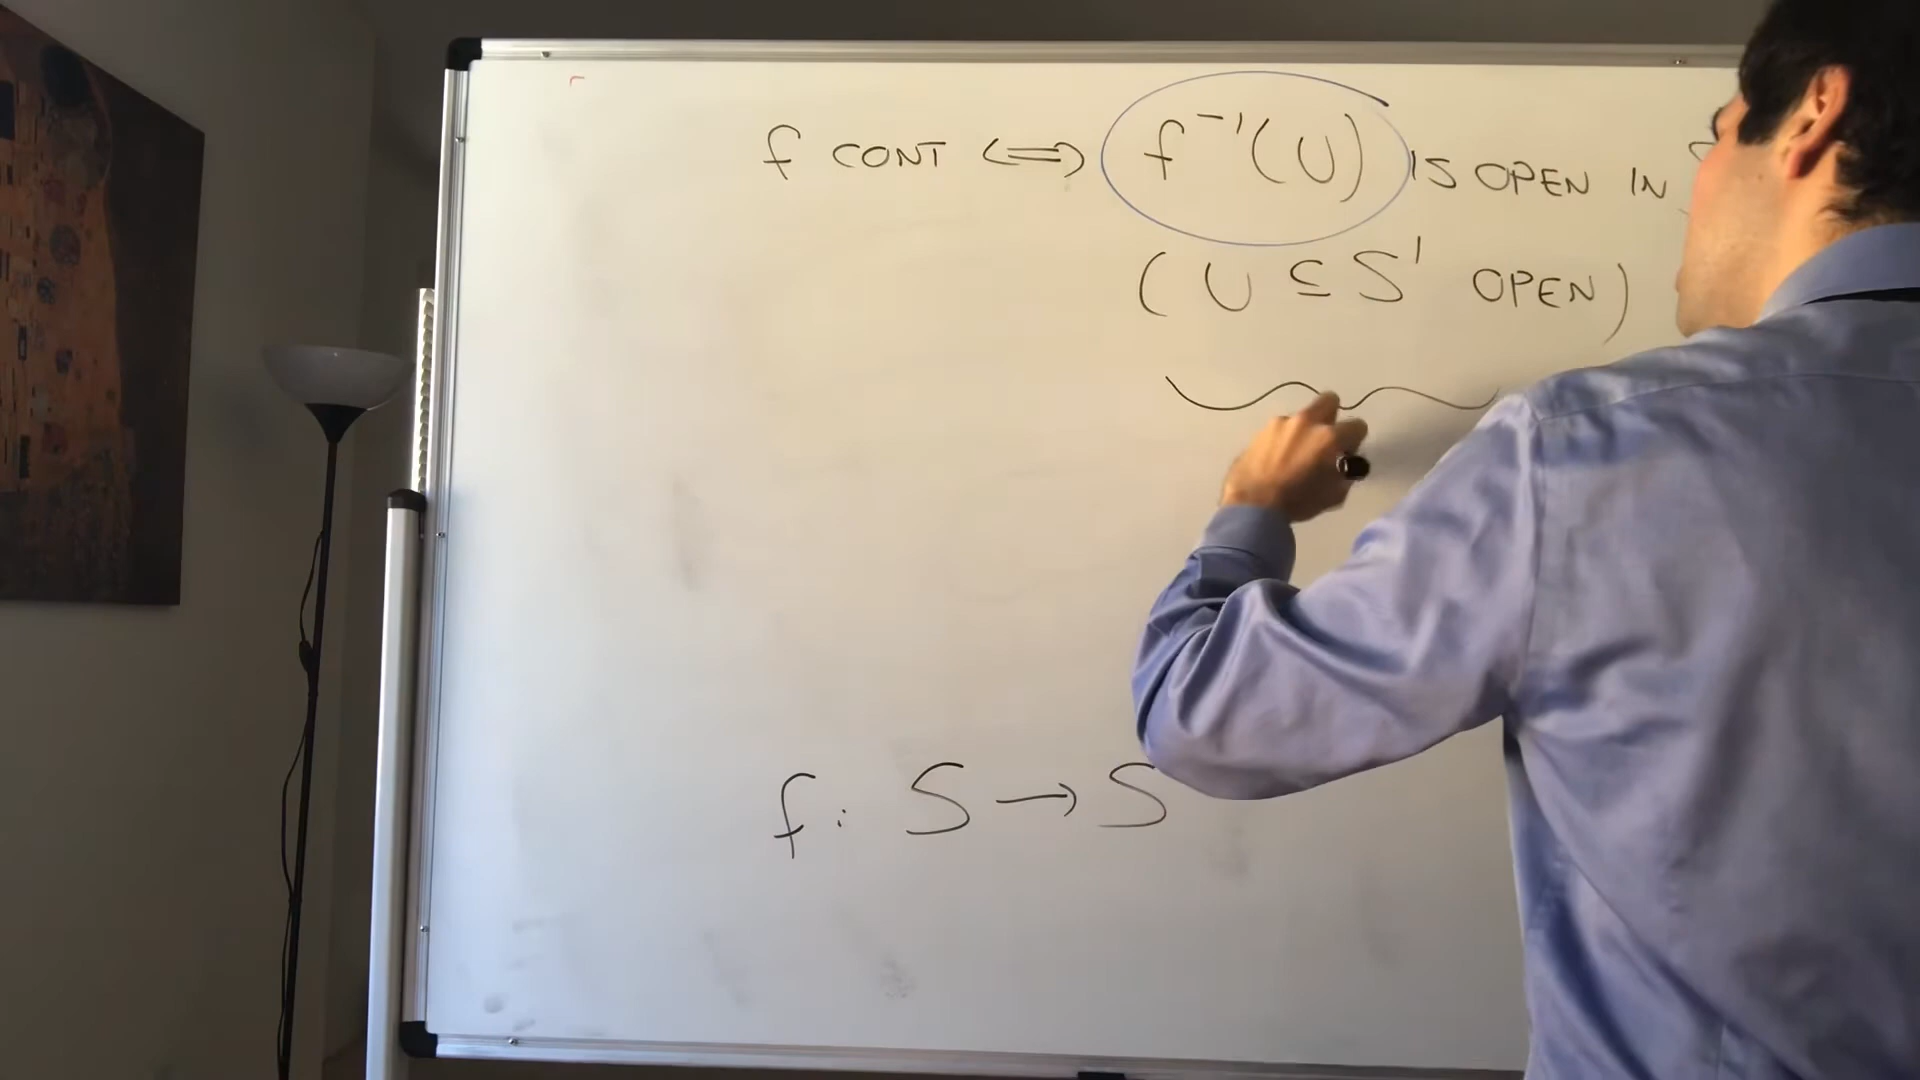 f CONT ⟺ f⁻¹(U) IS OPEN IN
(U ⊆ S' OPEN)
f: S → S